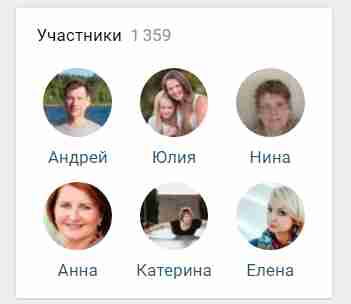 Участники 1 359
Андрей Юлия Нина
Анна Катерина Елена